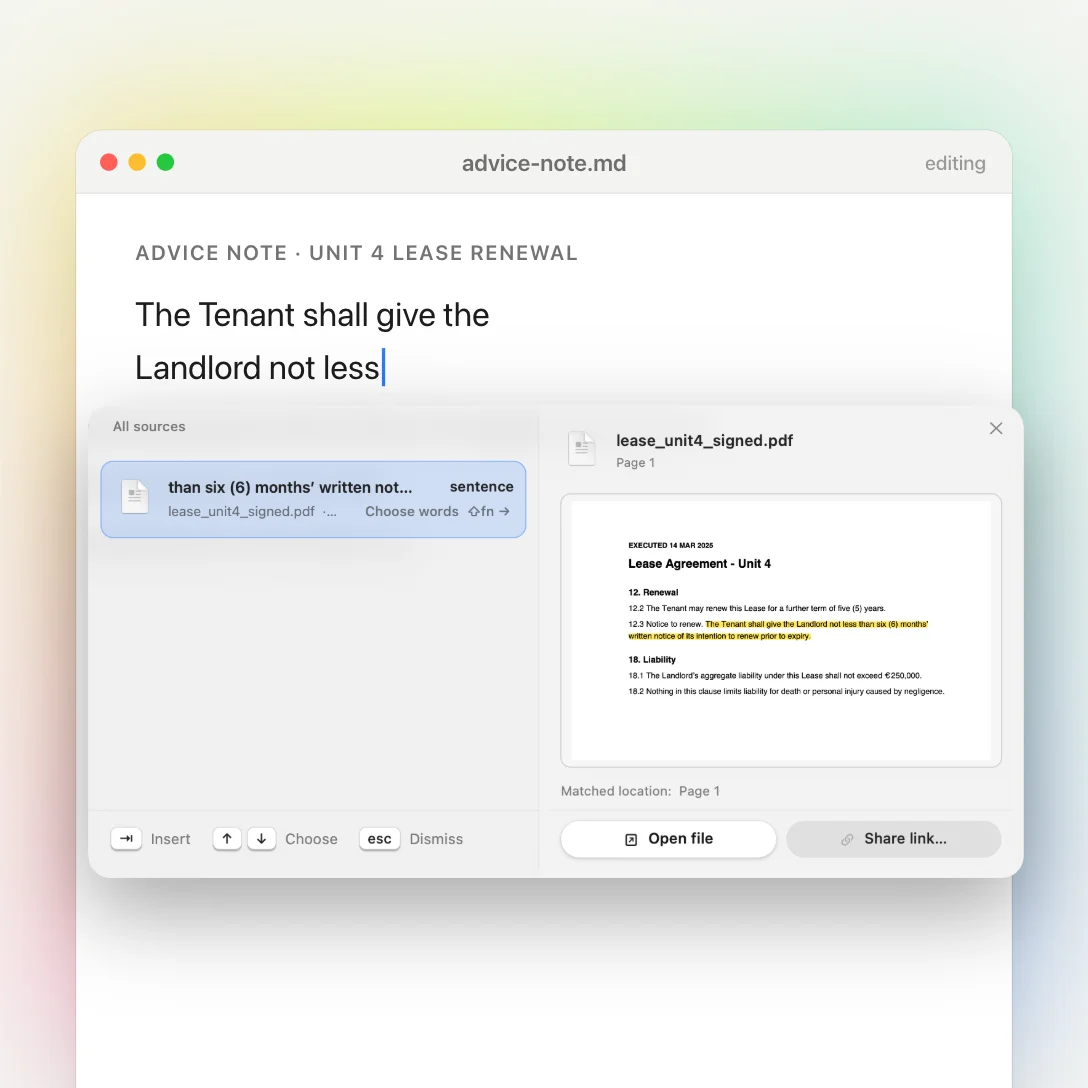 advice-note.md
editing
ADVICE NOTE · UNIT 4 LEASE RENEWAL
The Tenant shall give the
Landlord not less
All sources
than six (6) months’ written not...
sentence
lease_unit4_signed.pdf ·...
Choose words ⇧fn →
Insert
Choose
esc
Dismiss
lease_unit4_signed.pdf
Page 1
EXECUTED 14 MAR 2025
Lease Agreement - Unit 4
12. Renewal
12.2 The Tenant may renew this Lease for a further term of five (5) years.
12.3 Notice to renew. The Tenant shall give the Landlord not less than six (6) months’
written notice of its intention to renew prior to expiry.
18. Liability
18.1 The Landlord’s aggregate liability under this Lease shall not exceed €250,000.
18.2 Nothing in this clause limits liability for death or personal injury caused by negligence.
Matched location: Page 1
Open file
Share link...